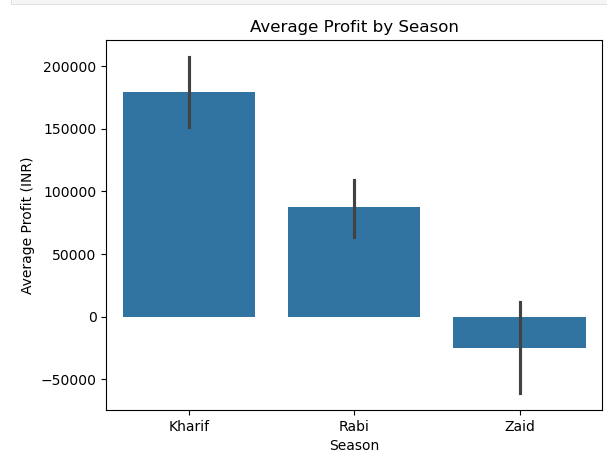 Average Profit by Season
200000
150000
100000
50000
0
−50000
Average Profit (INR)
Kharif Rabi Zaid
Season